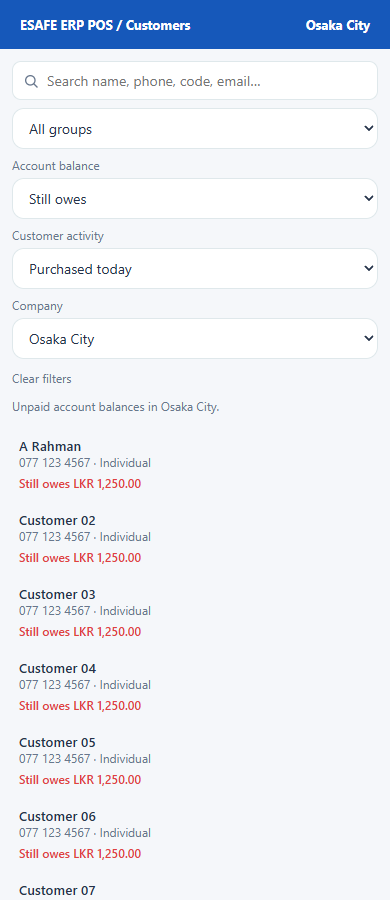 ESAFE ERP POS / Customers
Osaka City
Search name, phone, code, email...
All groups
Account balance
Still owes
Customer activity
Purchased today
Company
Osaka City
Clear filters
Unpaid account balances in Osaka City.
A Rahman
077 123 4567 · Individual
Still owes LKR 1,250.00
Customer 02
077 123 4567 · Individual
Still owes LKR 1,250.00
Customer 03
077 123 4567 · Individual
Still owes LKR 1,250.00
Customer 04
077 123 4567 · Individual
Still owes LKR 1,250.00
Customer 05
077 123 4567 · Individual
Still owes LKR 1,250.00
Customer 06
077 123 4567 · Individual
Still owes LKR 1,250.00
Customer 07